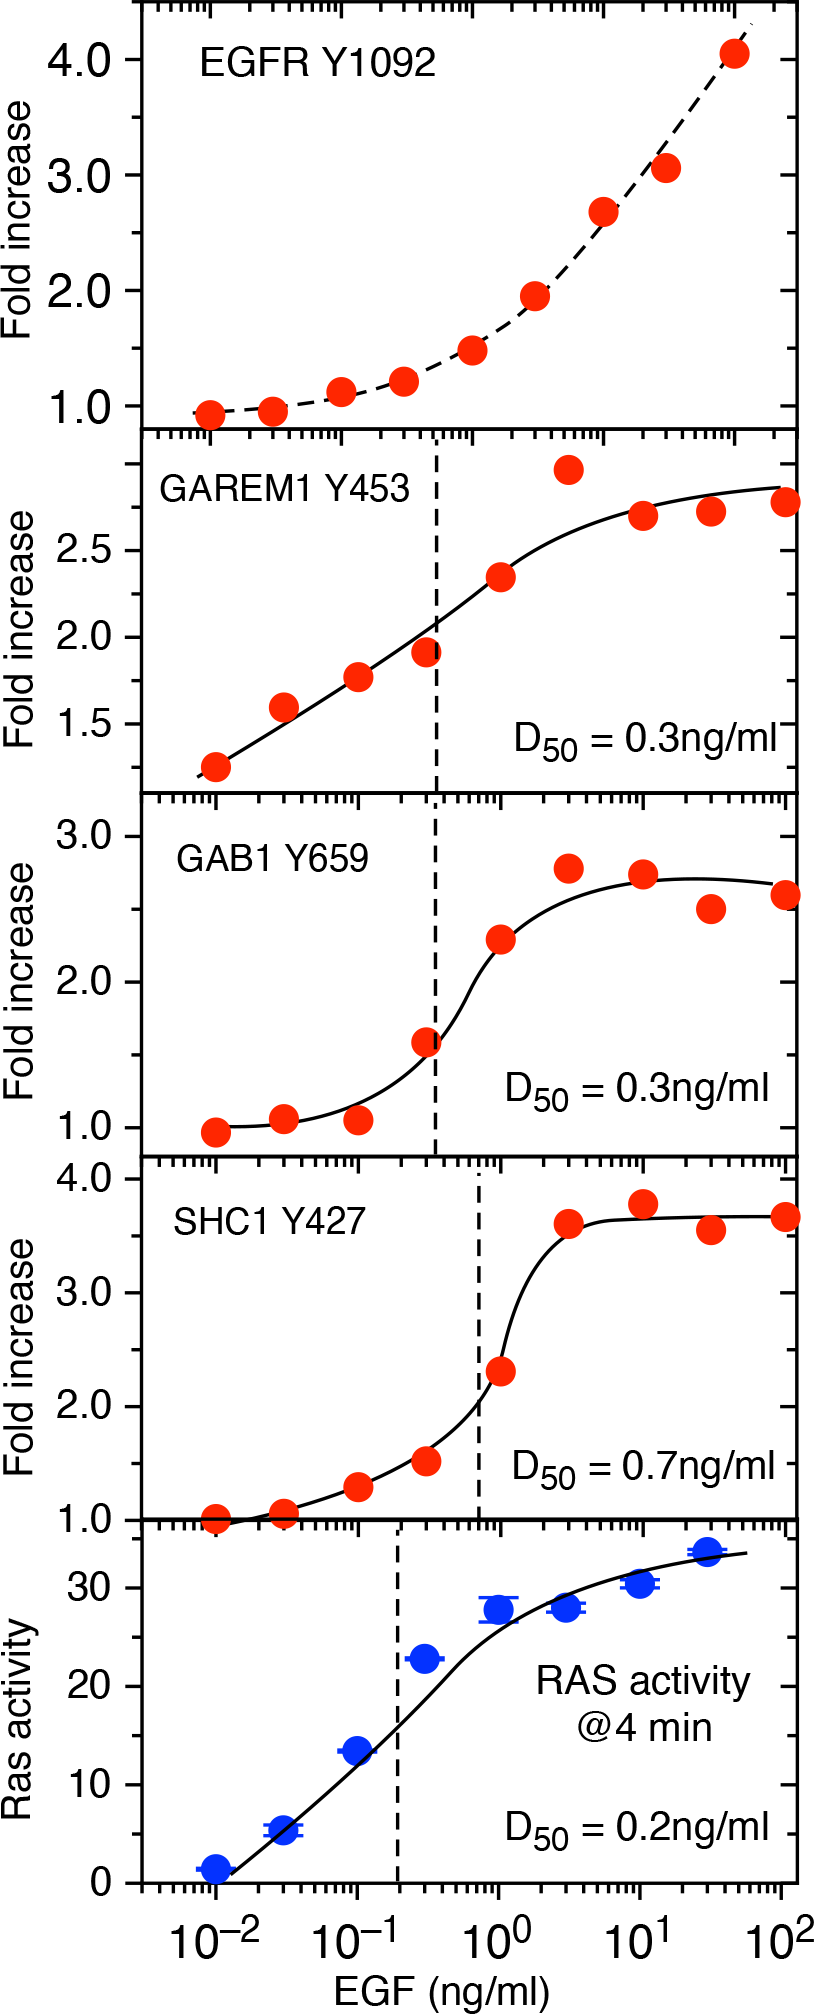 EGFR Y1092
4.0
3.0
2.0
1.0
Fold increase
GAREM1 Y453
2.5
2.0
1.5
Fold increase
D50 = 0.3ng/ml
GAB1 Y659
3.0
2.0
1.0
Fold increase
D50 = 0.3ng/ml
SHC1 Y427
4.0
3.0
2.0
1.0
Fold increase
D50 = 0.7ng/ml
30
20
10
0
Ras activity
RAS activity
@4 min
D50 = 0.2ng/ml
10−2 10−1 100 101 102
EGF (ng/ml)